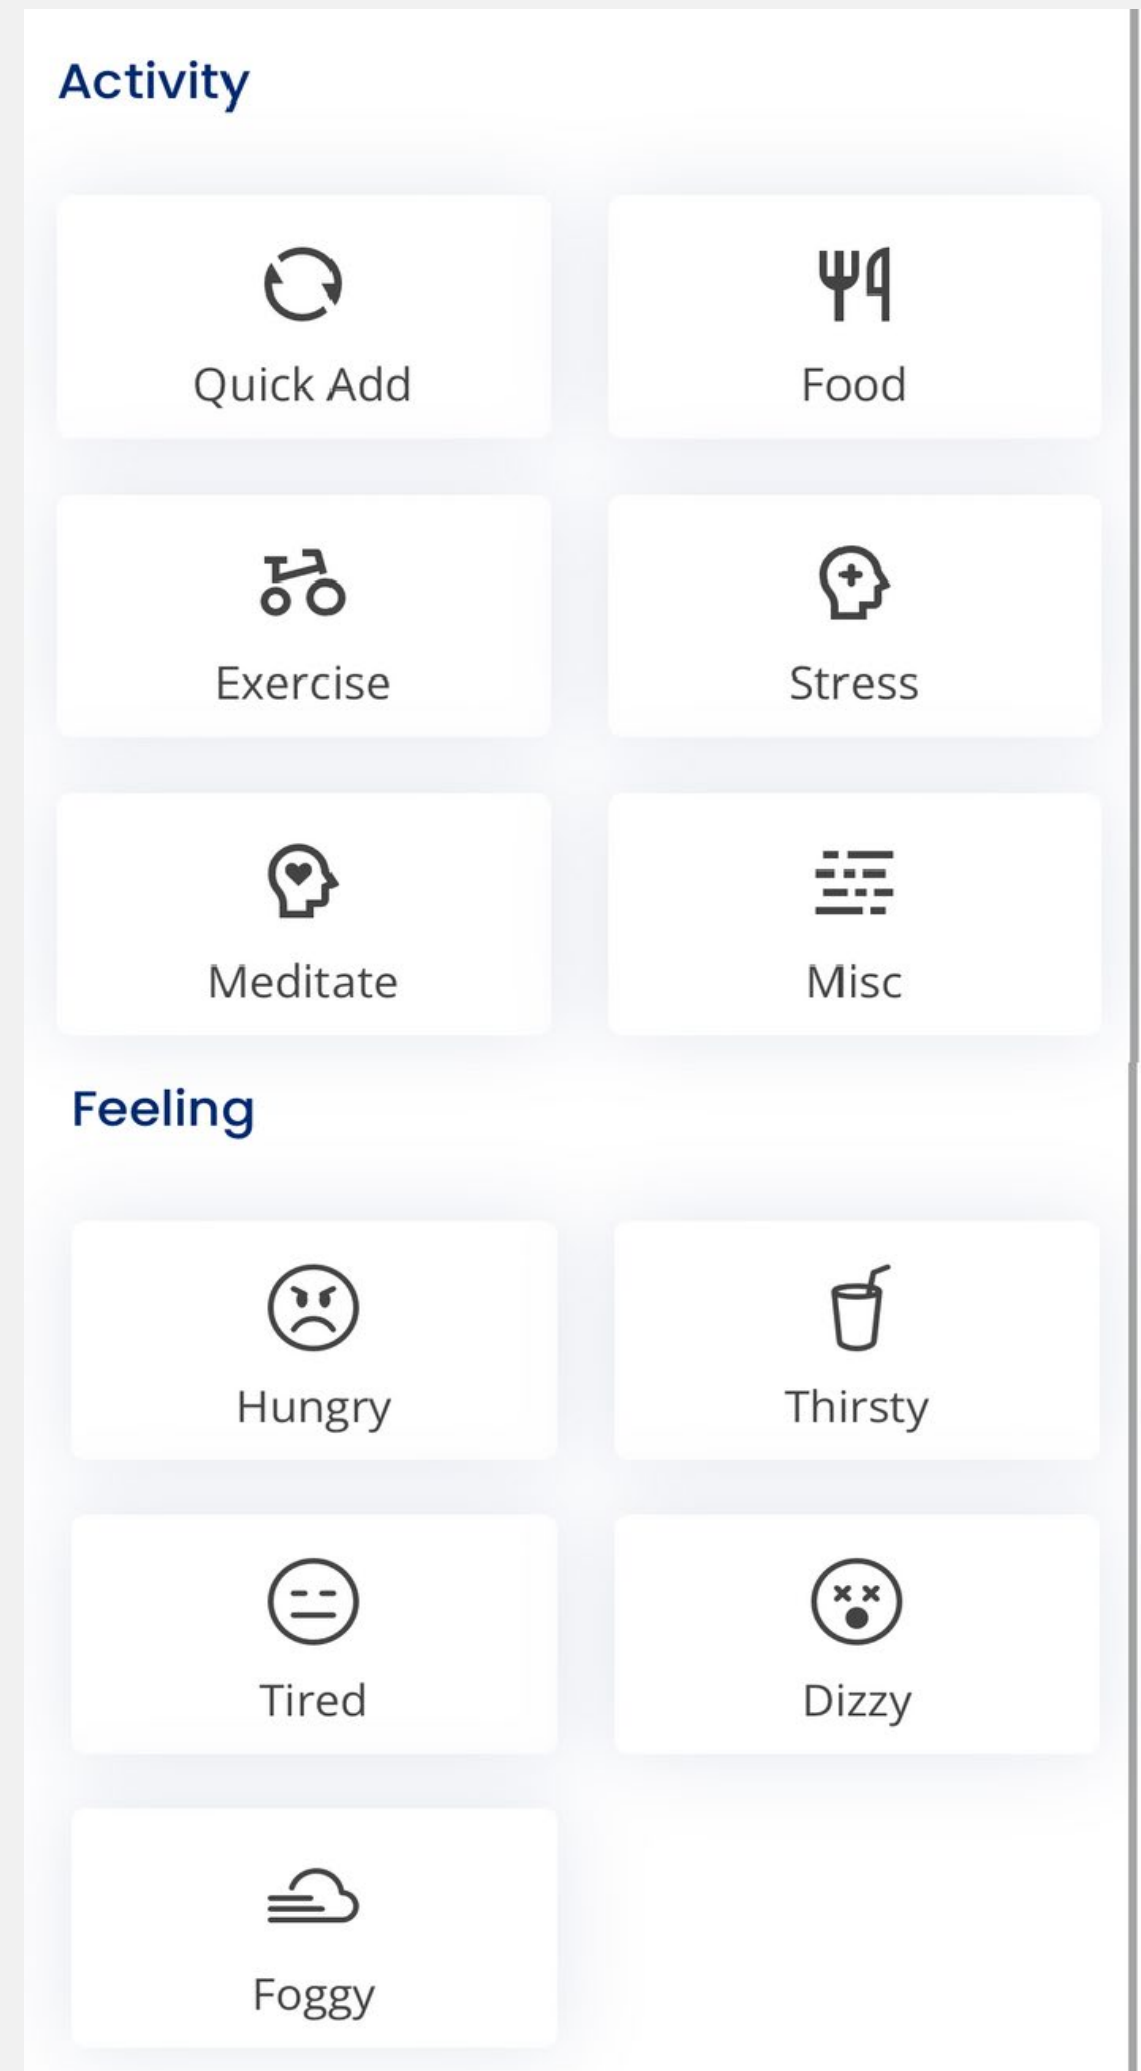 Activity
Quick Add
Food
Exercise
Stress
Meditate
Misc
Feeling
Hungry
Thirsty
Tired
Dizzy
Foggy